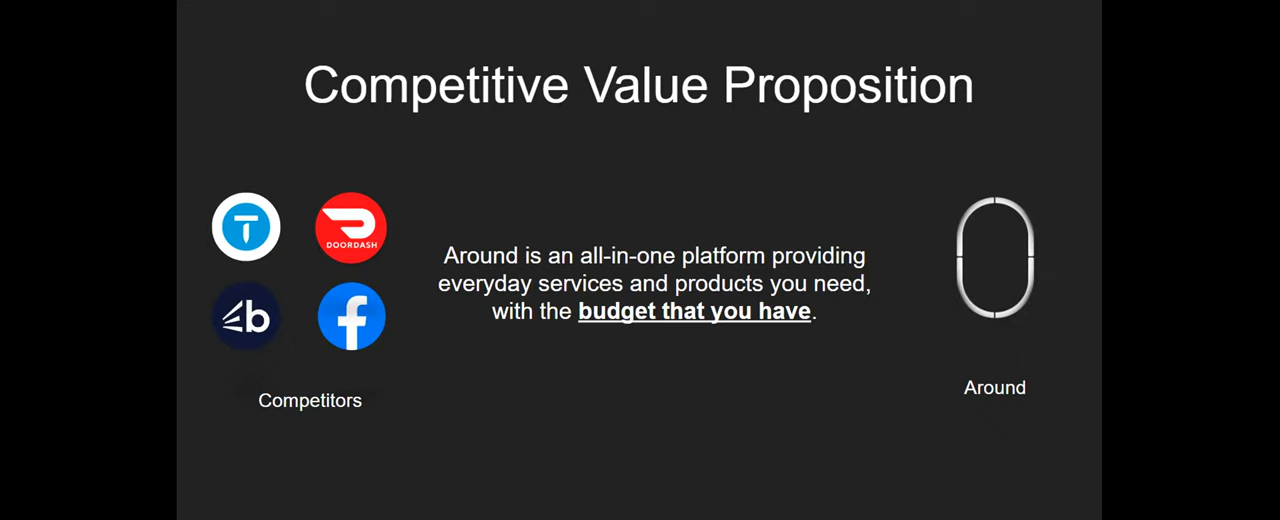 Competitive Value Proposition
DOORDASH
b
f
Around is an all-in-one platform providing
everyday services and products you need,
with the budget that you have.
Competitors
Around